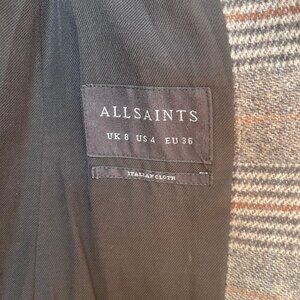 ALLSAINTS
UK 8 US 4 EU 36
ITALIAN CLOTH